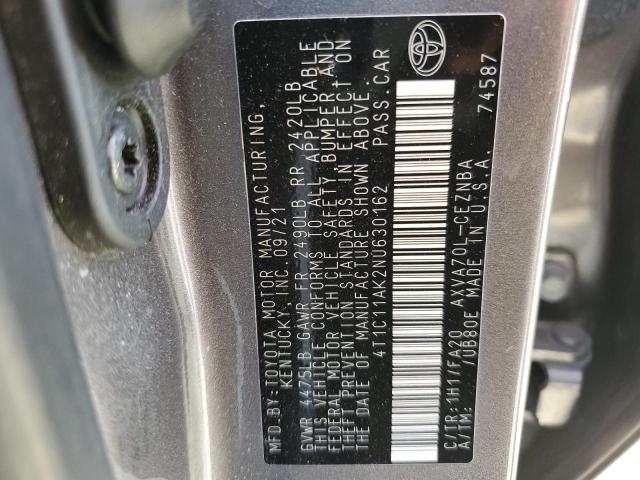 MFD. BY:TOYOTA MOTOR MANUFACTURING,
KENTUCKY, INC. 09/21
GVWR 4475LB GAWR FR 2490LB RR 2420LB
THIS VEHICLE CONFORMS TO ALL APPLICABLE
FEDERAL MOTOR VEHICLE SAFETY, BUMPER, AND
THEFT PREVENTION STANDARDS IN EFFECT ON
THE DATE OF MANUFACTURE SHOWN ABOVE.
4T1C11AK2NU630162 PASS.CAR
C/TR:1H1/FA20 AXVA70L-CEZNBA
A/TM: /UB80E MADE IN U.S.A. 74587